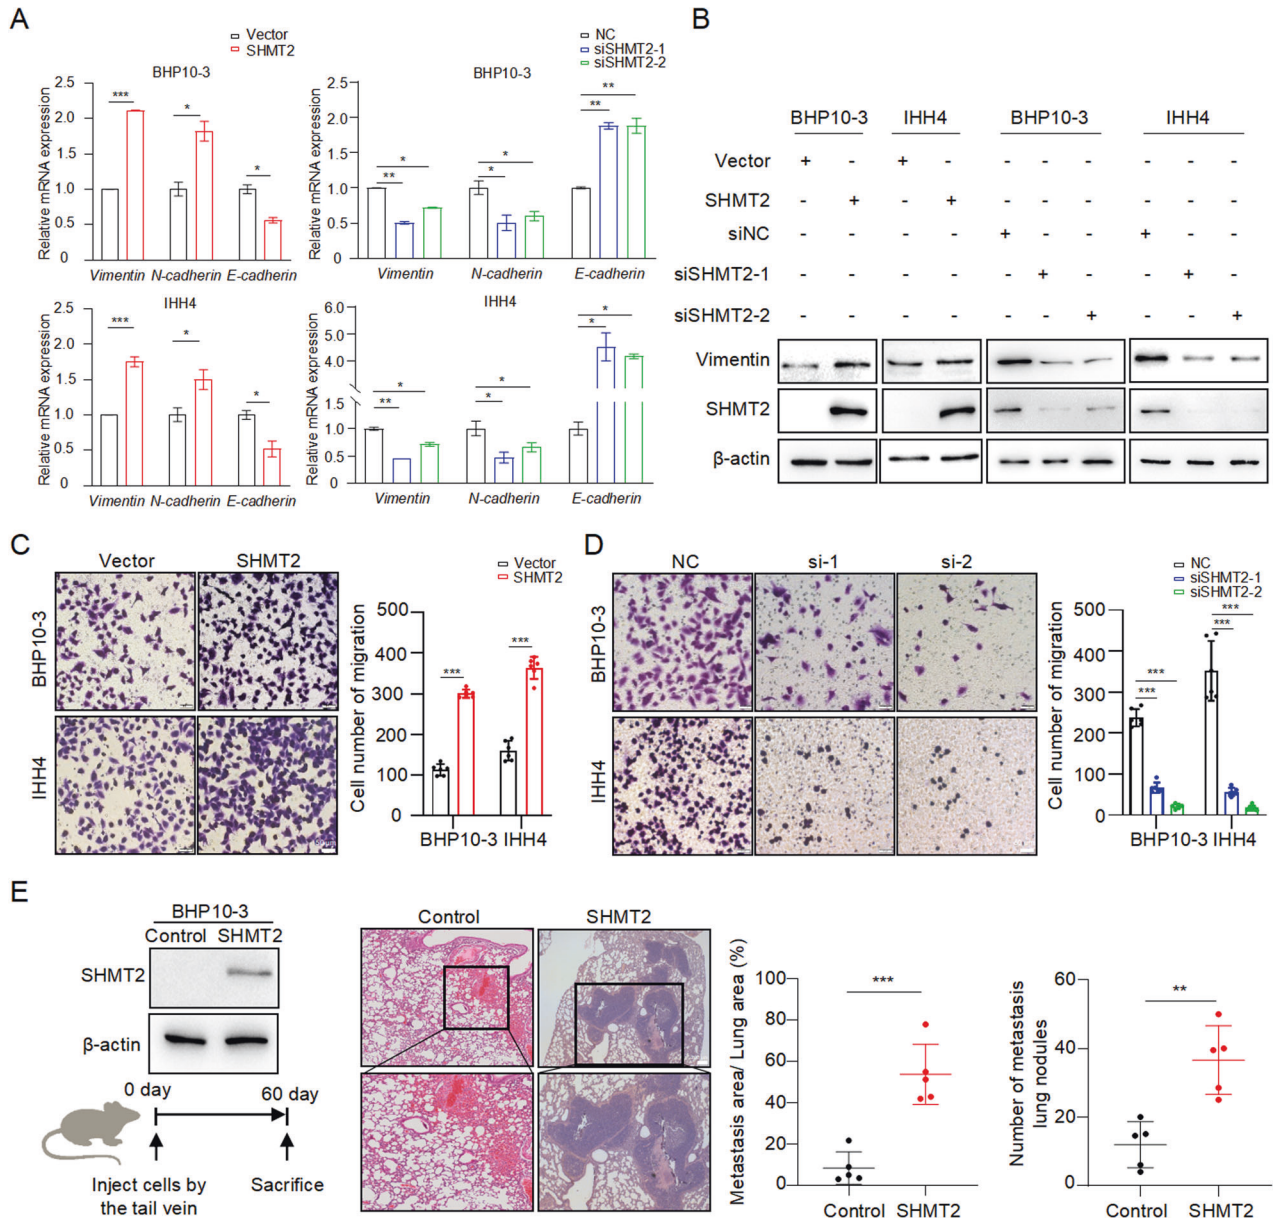 A
Vector
SHMT2
BHP10-3
Relative mRNA expression
2.5
2.0
1.5
1.0
0.5
0
***
*
*
Vimentin N-cadherin E-cadherin
NC
siSHMT2-1
siSHMT2-2
BHP10-3
Relative mRNA expression
2.5
2.0
1.5
1.0
0.5
0
**
*
*
*
**
**
Vimentin N-cadherin E-cadherin
IHH4
Relative mRNA expression
2.5
2.0
1.5
1.0
0.5
0
***
*
*
Vimentin N-cadherin E-cadherin
IHH4
Relative mRNA expression
6.0
4.0
1.5
1.0
0.5
0
**
*
*
*
*
*
Vimentin N-cadherin E-cadherin
B
BHP10-3 IHH4 BHP10-3 IHH4
Vector + - + - - - - - - -
SHMT2 - + - + - - - - - -
siNC - - - - + - - + - -
siSHMT2-1 - - - - - + - - + -
siSHMT2-2 - - - - - - + - - +
Vimentin
SHMT2
β-actin
C
Vector SHMT2
BHP10-3
IHH4
Vector
SHMT2
Cell number of migration
500
400
300
200
100
0
***
***
BHP10-3 IHH4
D
NC si-1 si-2
BHP10-3
IHH4
NC
siSHMT2-1
siSHMT2-2
Cell number of migration
500
400
300
200
100
0
***
***
***
***
BHP10-3 IHH4
E
BHP10-3
Control SHMT2
SHMT2
β-actin
0 day 60 day
Inject cells by
the tail vein
Sacrifice
Control SHMT2
Metastasis area/ Lung area (%)
100
80
60
40
20
0
***
Control SHMT2
Number of metastasis
lung nodules
60
40
20
0
**
Control SHMT2